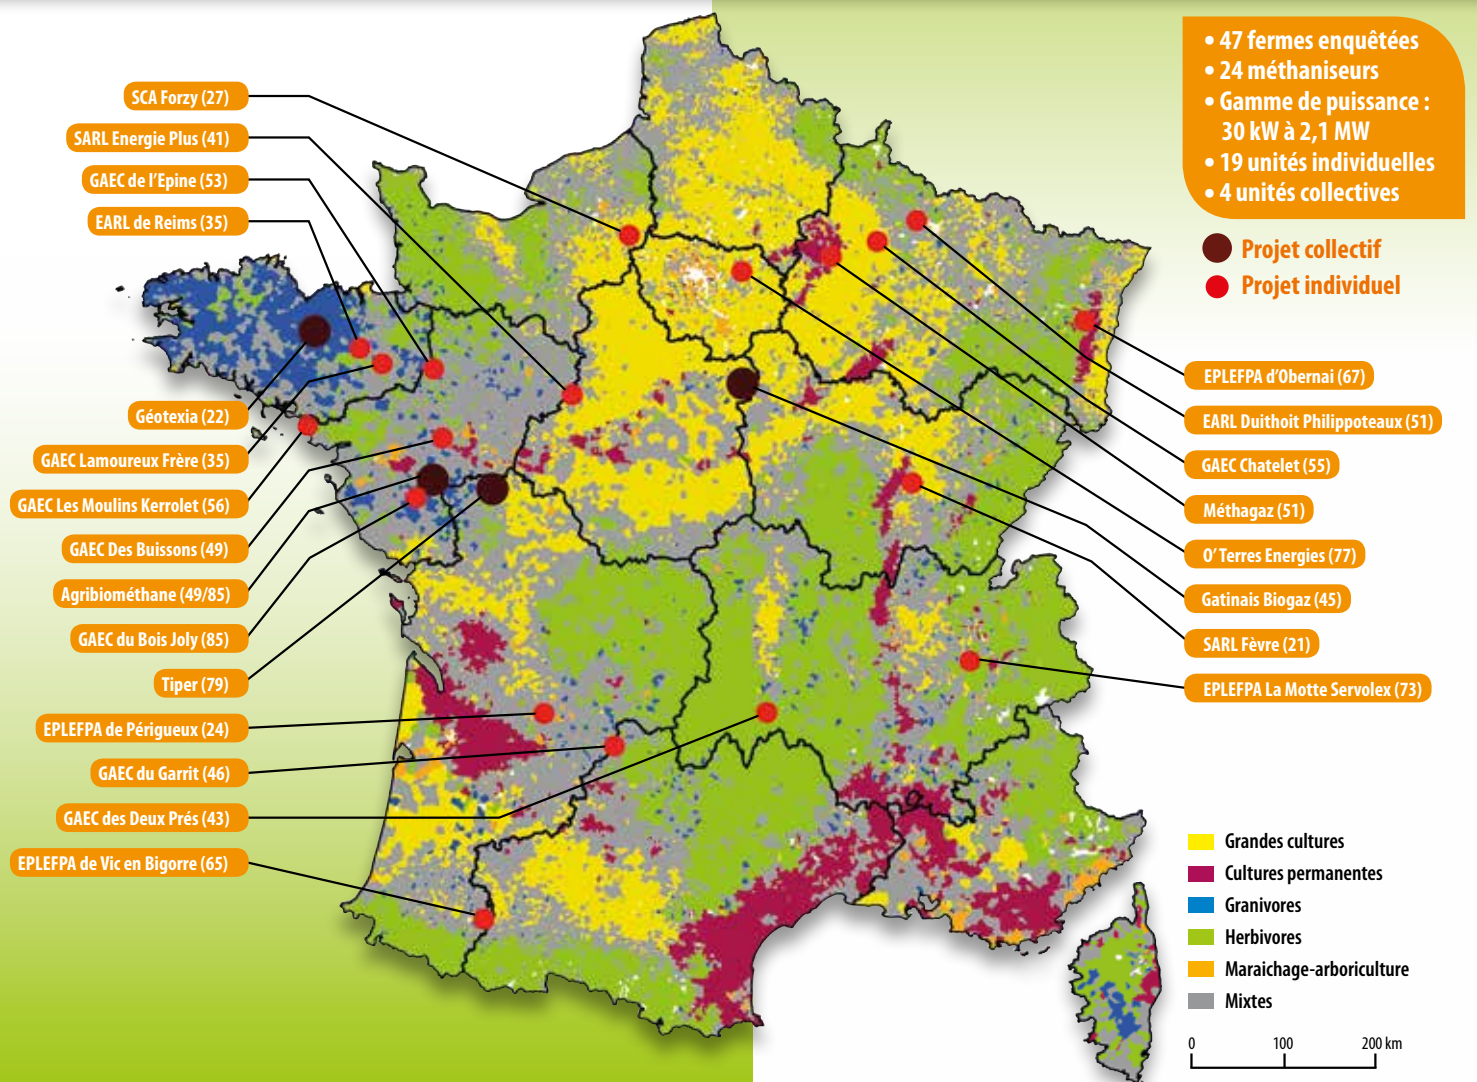 • 47 fermes enquêtées
• 24 méthaniseurs
• Gamme de puissance :
30 kW à 2,1 MW
• 19 unités individuelles
• 4 unités collectives
Projet collectif
Projet individuel
SCA Forzy (27)
SARL Energie Plus (41)
GAEC de l'Epine (53)
EARL de Reims (35)
Géotexia (22)
GAEC Lamoureux Frère (35)
GAEC Les Moulins Kerrolet (56)
GAEC Des Buissons (49)
Agribiométhane (49/85)
GAEC du Bois Joly (85)
Tiper (79)
EPLEFPA de Périgueux (24)
GAEC du Garrit (46)
GAEC des Deux Prés (43)
EPLEFPA de Vic en Bigorre (65)
EPLEFPA d'Obernai (67)
EARL Duithoit Philippoteaux (51)
GAEC Chatelet (55)
Méthagaz (51)
O' Terres Energies (77)
Gatinais Biogaz (45)
SARL Fèvre (21)
EPLEFPA La Motte Servolex (73)
Grandes cultures
Cultures permanentes
Granivores
Herbivores
Maraichage-arboriculture
Mixtes
0 100 200 km